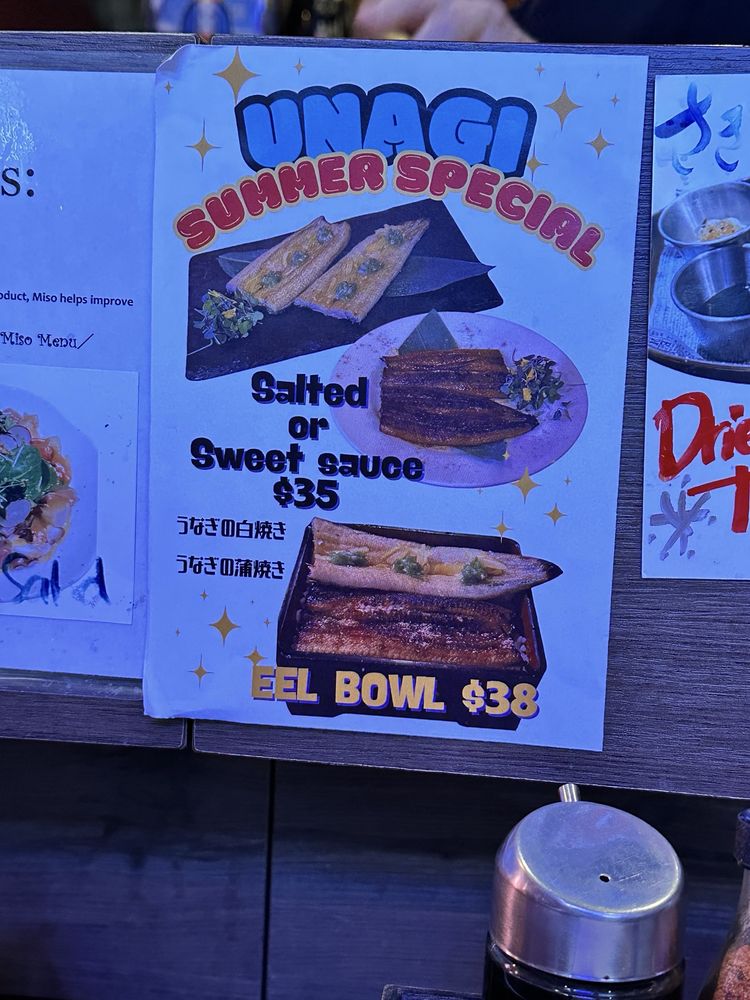 s:
oduct, Miso helps improve
Miso Menu/
UNAGI
SUMMER SPECIAL
Salted
or
Sweet sauce
$35
うなぎの白焼き
うなぎの蒲焼き
EEL BOWL $38